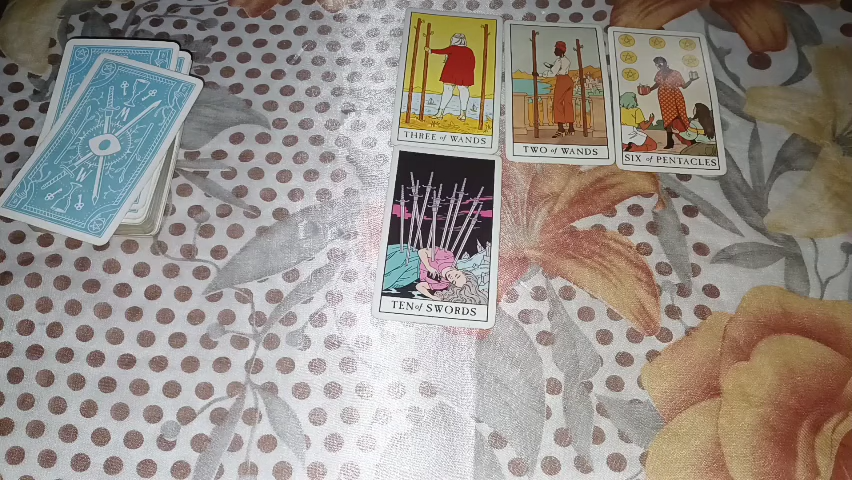 THREE of WANDS
TWO of WANDS
SIX of PENTACLES
TEN of SWORDS